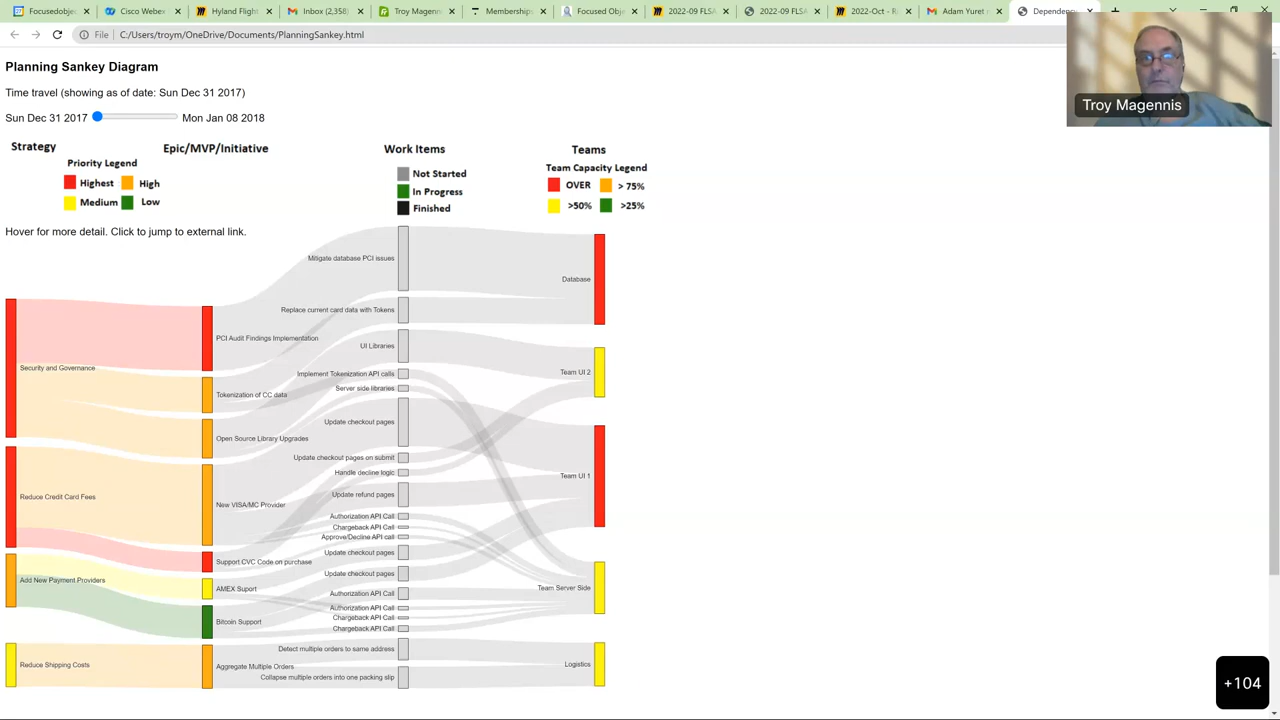 Focusedobje
Cisco Webex
Hyland Flight
Inbox (2,358)
Troy Magenn
Membership
Focused Obje
2022-09 FLSA
2022-09 FLSA
2022-Oct - R
Adam Yuret
Dependenc
File C:/Users/troym/OneDrive/Documents/PlanningSankey.html
Troy Magennis
Planning Sankey Diagram
Time travel (showing as of date: Sun Dec 31 2017)
Sun Dec 31 2017 Mon Jan 08 2018
Strategy Epic/MVP/Initiative Work Items Teams
Priority Legend
Highest High
Medium Low
Not Started
In Progress
Finished
Team Capacity Legend
OVER > 75%
>50% >25%
Hover for more detail. Click to jump to external link.
Security and Governance
Reduce Credit Card Fees
Add New Payment Providers
Reduce Shipping Costs
PCI Audit Findings Implementation
Tokenization of CC data
Open Source Library Upgrades
New VISA/MC Provider
Support CVC Code on purchase
AMEX Suport
Bitcoin Support
Aggregate Multiple Orders
Mitigate database PCI issues
Replace current card data with Tokens
UI Libraries
Implement Tokenization API calls
Server side libraries
Update checkout pages
Update checkout pages on submit
Handle decline logic
Update refund pages
Authorization API Call
Chargeback API Call
Approve/Decline API call
Update checkout pages
Update checkout pages
Authorization API Call
Authorization API Call
Chargeback API Call
Chargeback API Call
Detect multiple orders to same address
Collapse multiple orders into one packing slip
Database
Team UI 2
Team UI 1
Team Server Side
Logistics
+104